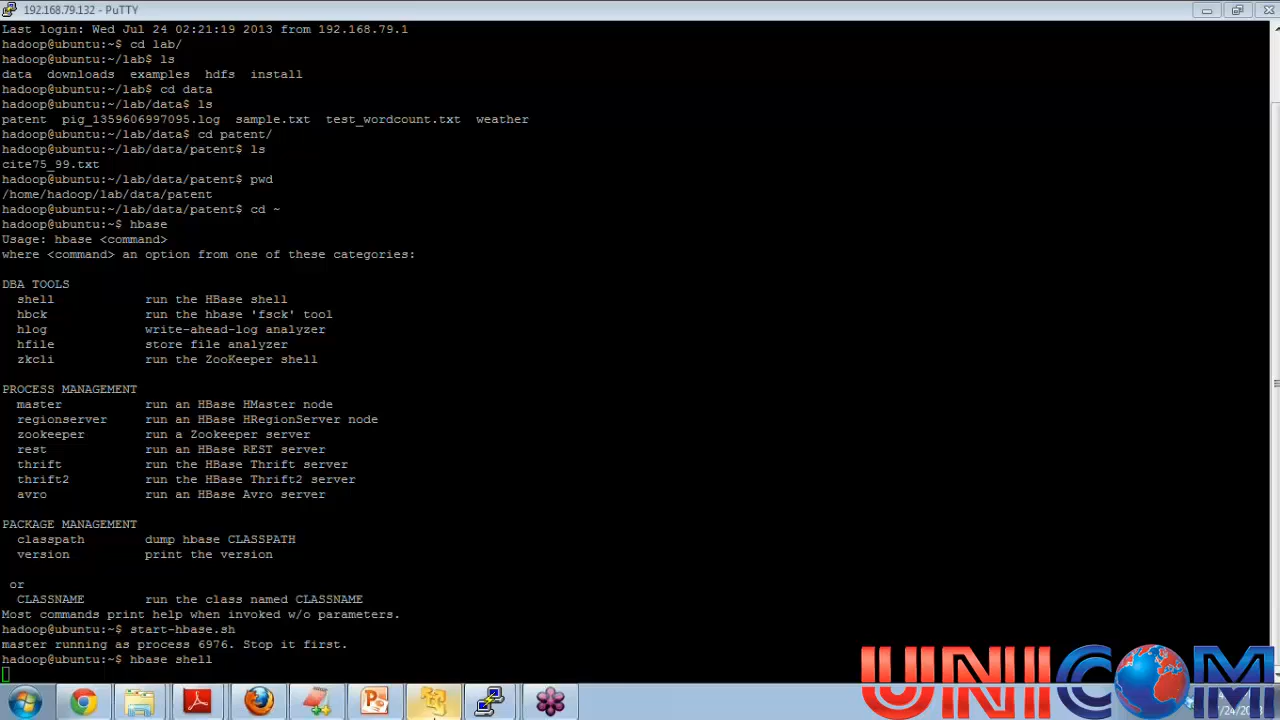 192.168.79.132 - PuTTY
Last login: Wed Jul 24 02:21:19 2013 from 192.168.79.1
hadoop@ubuntu:~$ cd lab/
hadoop@ubuntu:~/lab$ ls
data  downloads  examples  hdfs  install
hadoop@ubuntu:~/lab$ cd data
hadoop@ubuntu:~/lab/data$ ls
patent  pig_1359606997095.log  sample.txt  test_wordcount.txt  weather
hadoop@ubuntu:~/lab/data$ cd patent/
hadoop@ubuntu:~/lab/data/patent$ ls
cite75_99.txt
hadoop@ubuntu:~/lab/data/patent$ pwd
/home/hadoop/lab/data/patent
hadoop@ubuntu:~/lab/data/patent$ cd ~
hadoop@ubuntu:~$ hbase
Usage: hbase <command>
where <command> an option from one of these categories:
DBA TOOLS
shell            run the HBase shell
hbck             run the hbase 'fsck' tool
hlog             write-ahead-log analyzer
hfile            store file analyzer
zkcli            run the ZooKeeper shell
PROCESS MANAGEMENT
master           run an HBase HMaster node
regionserver     run an HBase HRegionServer node
zookeeper        run a Zookeeper server
rest             run an HBase REST server
thrift           run the HBase Thrift server
thrift2          run the HBase Thrift2 server
avro             run an HBase Avro server
PACKAGE MANAGEMENT
classpath        dump hbase CLASSPATH
version          print the version
or
CLASSNAME        run the class named CLASSNAME
Most commands print help when invoked w/o parameters.
hadoop@ubuntu:~$ start-hbase.sh
master running as process 6976. Stop it first.
hadoop@ubuntu:~$ hbase shell
UNICOM